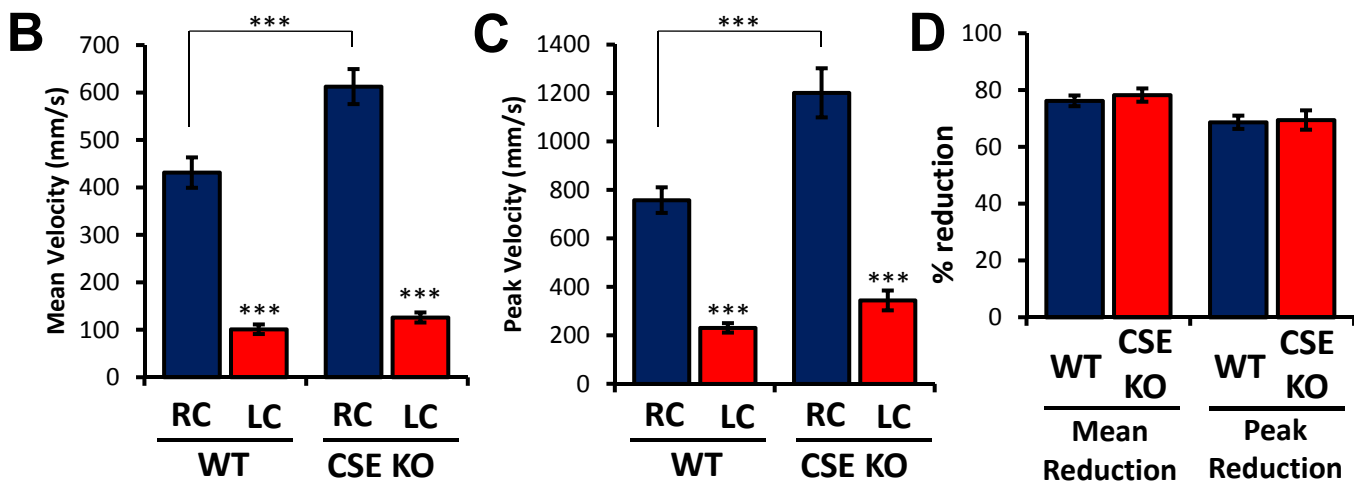 B
Mean Velocity (mm/s)
700
600
500
400
300
200
100
0
***
***
***
RC LC RC LC
WT CSE KO
C
Peak Velocity (mm/s)
1400
1200
1000
800
600
400
200
0
***
***
***
RC LC RC LC
WT CSE KO
D
% reduction
100
80
60
40
20
0
WT CSE KO WT CSE KO
Mean Reduction
Peak Reduction